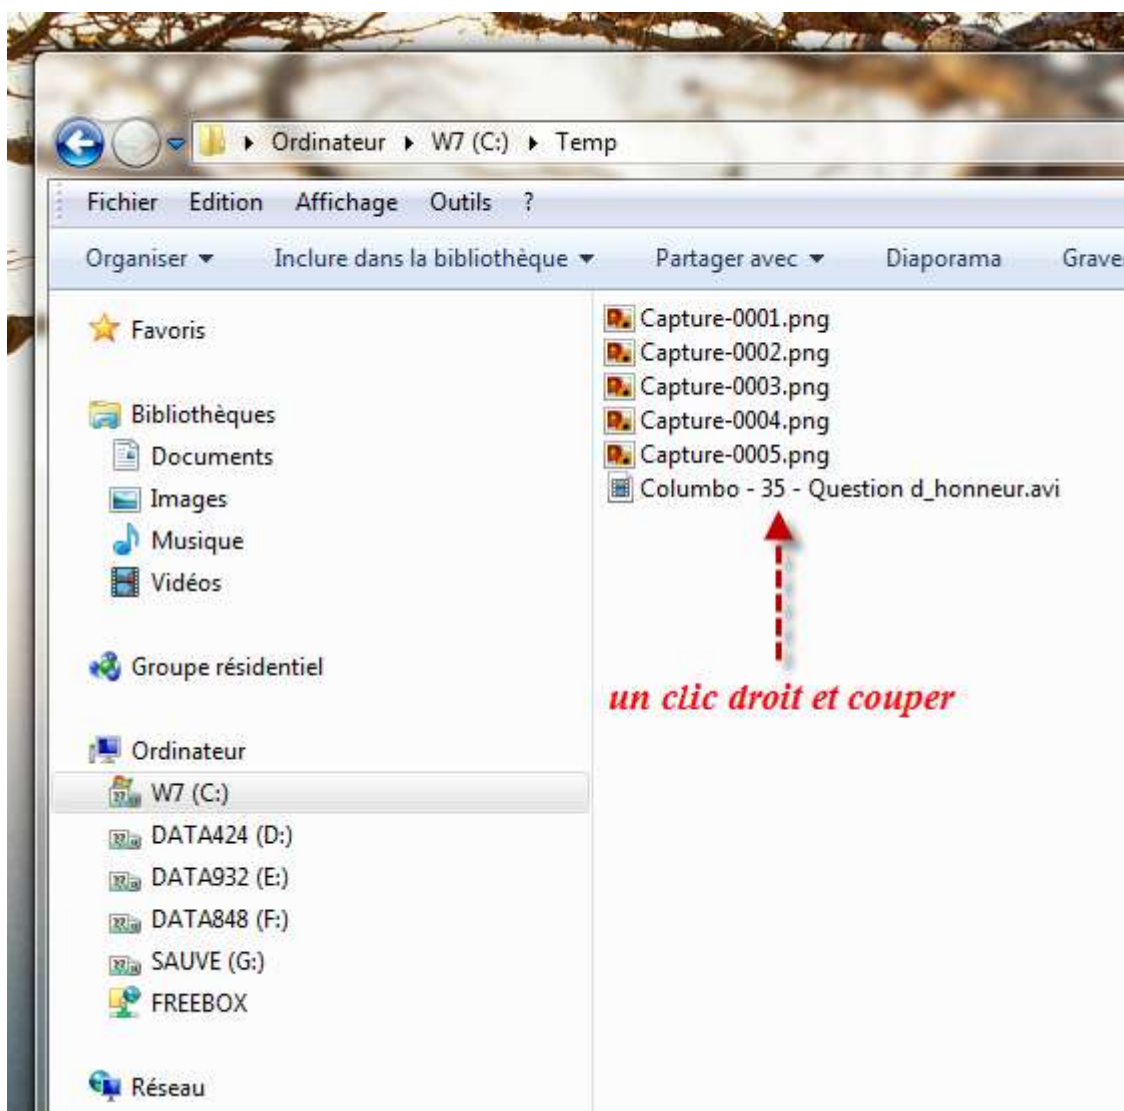 Ordinateur W7 (C:) Temp
Fichier Edition Affichage Outils ?
Organiser Inclure dans la bibliothèque Partager avec Diaporama Grave
Favoris
Bibliothèques
Documents
Images
Musique
Vidéos
Groupe résidentiel
Ordinateur
W7 (C:)
DATA424 (D:)
DATA932 (E:)
DATA848 (F:)
SAUVE (G:)
FREEBOX
Réseau
Capture-0001.png
Capture-0002.png
Capture-0003.png
Capture-0004.png
Capture-0005.png
Columbo - 35 - Question d_honneur.avi
un clic droit et couper